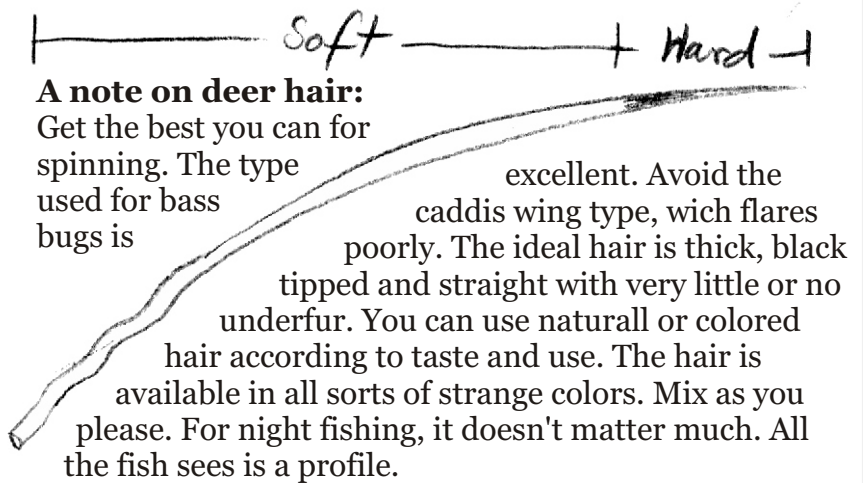 Soft Hard
A note on deer hair:
Get the best you can for
spinning. The type
used for bass
bugs is
excellent. Avoid the
caddis wing type, wich flares
poorly. The ideal hair is thick, black
tipped and straight with very little or no
underfur. You can use naturall or colored
hair according to taste and use. The hair is
available in all sorts of strange colors. Mix as you
please. For night fishing, it doesn't matter much. All
the fish sees is a profile.